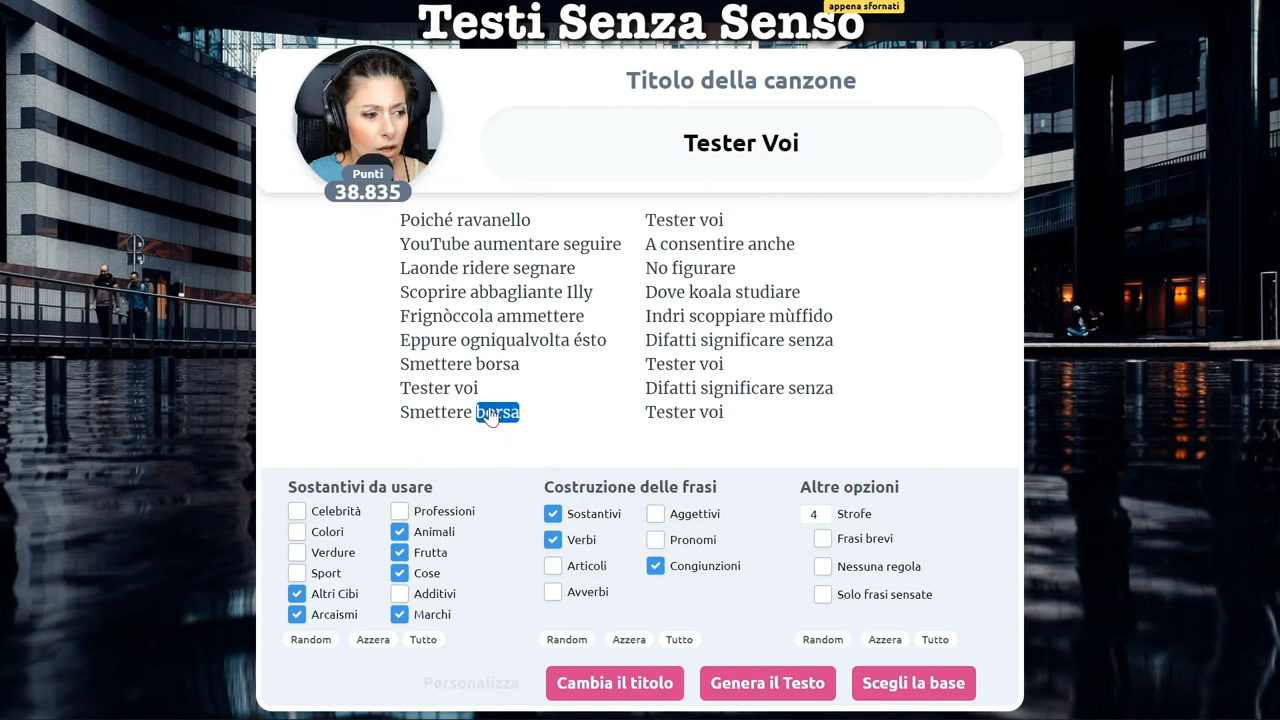 appena sfornati
Testi Senza Senso
Titolo della canzone
Tester Voi
Punti
38.835
Poiché ravanello
YouTube aumentare seguire
Laonde ridere segnare
Scoprire abbagliante Illy
Frignòccola ammettere
Eppure ogniqualvolta ésto
Smettere borsa
Tester voi
Smettere borsa
Tester voi
A consentire anche
No figurare
Dove koala studiare
Indri scoppiare mùffido
Difatti significare senza
Tester voi
Difatti significare senza
Tester voi
Sostantivi da usare
Celebrità
Professioni
Colori
Animali
Verdure
Frutta
Sport
Cose
Altri Cibi
Additivi
Arcaismi
Marchi
Random
Azzera
Tutto
Costruzione delle frasi
Sostantivi
Aggettivi
Verbi
Pronomi
Articoli
Congiunzioni
Avverbi
Random
Azzera
Tutto
Altre opzioni
4 Strofe
Frasi brevi
Nessuna regola
Solo frasi sensate
Random
Azzera
Tutto
Personalizza
Cambia il titolo
Genera il Testo
Scegli la base